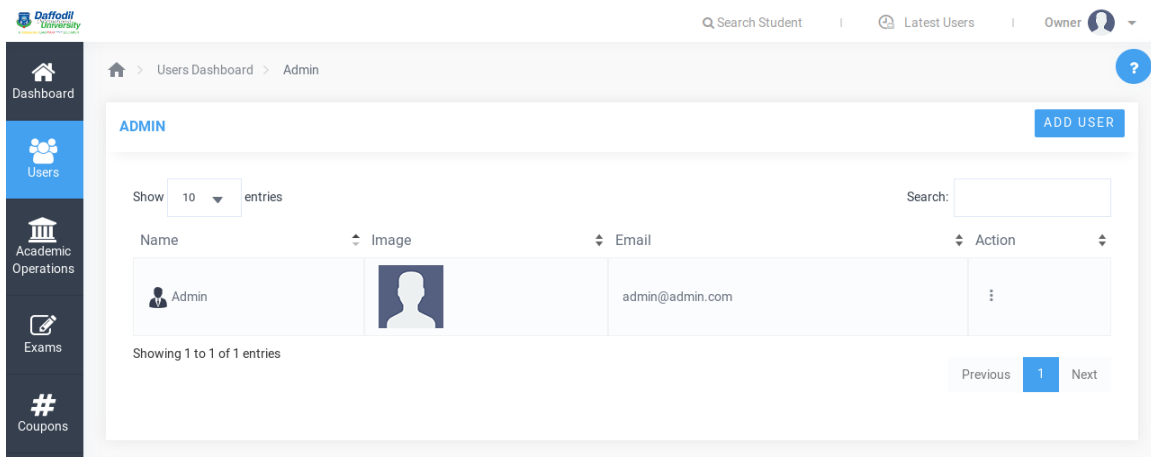 Daffodil
University
Search Student
Latest Users
Owner
Dashboard
Users
Academic
Operations
Exams
Coupons
Users Dashboard > Admin
?
ADMIN
ADD USER
Show 10 entries
Search:
Name Image Email Action
Admin admin@admin.com
Showing 1 to 1 of 1 entries
Previous 1 Next